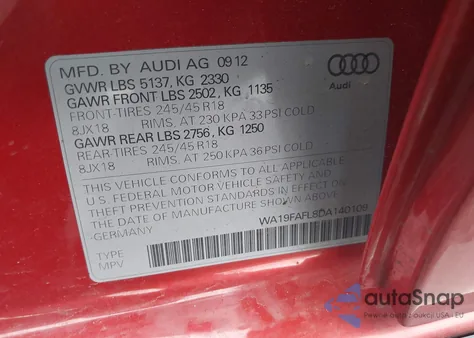 MFD. BY AUDI AG 09 12
GVWR LBS 5137, KG 2330
GAWR FRONT LBS 2502, KG 1135
FRONT-TIRES 245/45 R18
8JX18 RIMS, AT 230 KPA 33 PSI COLD
GAWR REAR LBS 2756, KG 1250
REAR-TIRES 245/45 R18
8JX18 RIMS, AT 250 KPA 36 PSI COLD
THIS VEHICLE CONFORMS TO ALL APPLICABLE
U.S. FEDERAL MOTOR VEHICLE SAFETY AND
THEFT PREVENTION STANDARDS IN EFFECT ON
THE DATE OF MANUFACTURE SHOWN ABOVE
-GERMANY WA19FAFL8DA140109
TYPE
MPV
Audi
autoSnap